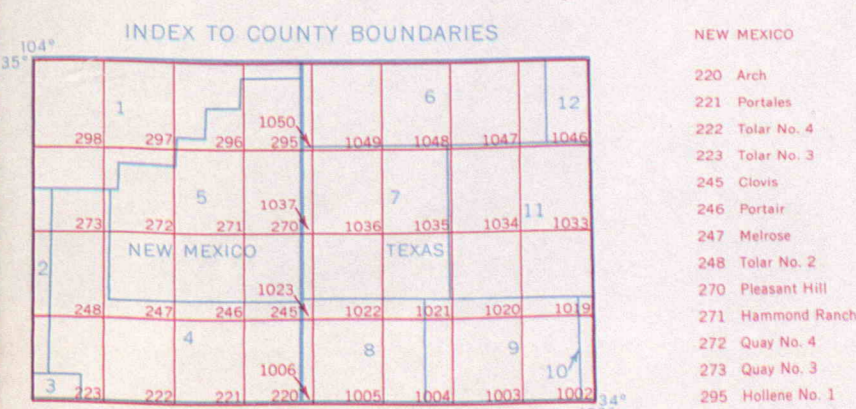 INDEX TO COUNTY BOUNDARIES
104°
35°
1 6 12
1050
298 297 296 295 1049 1048 1047 1046
5 7 11
1037
273 272 271 270 1036 1035 1034 1033
NEW MEXICO TEXAS
2
1023
248 247 246 245 1022 1021 1020 1019
4 8 9
3 1006 10
223 222 221 220 1005 1004 1003 1002
34°
NEW MEXICO
220 Arch
221 Portales
222 Tolar No. 4
223 Tolar No. 3
245 Clovis
246 Portair
247 Melrose
248 Tolar No. 2
270 Pleasant Hill
271 Hammond Ranch
272 Quay No. 4
273 Quay No. 3
295 Hollene No. 1